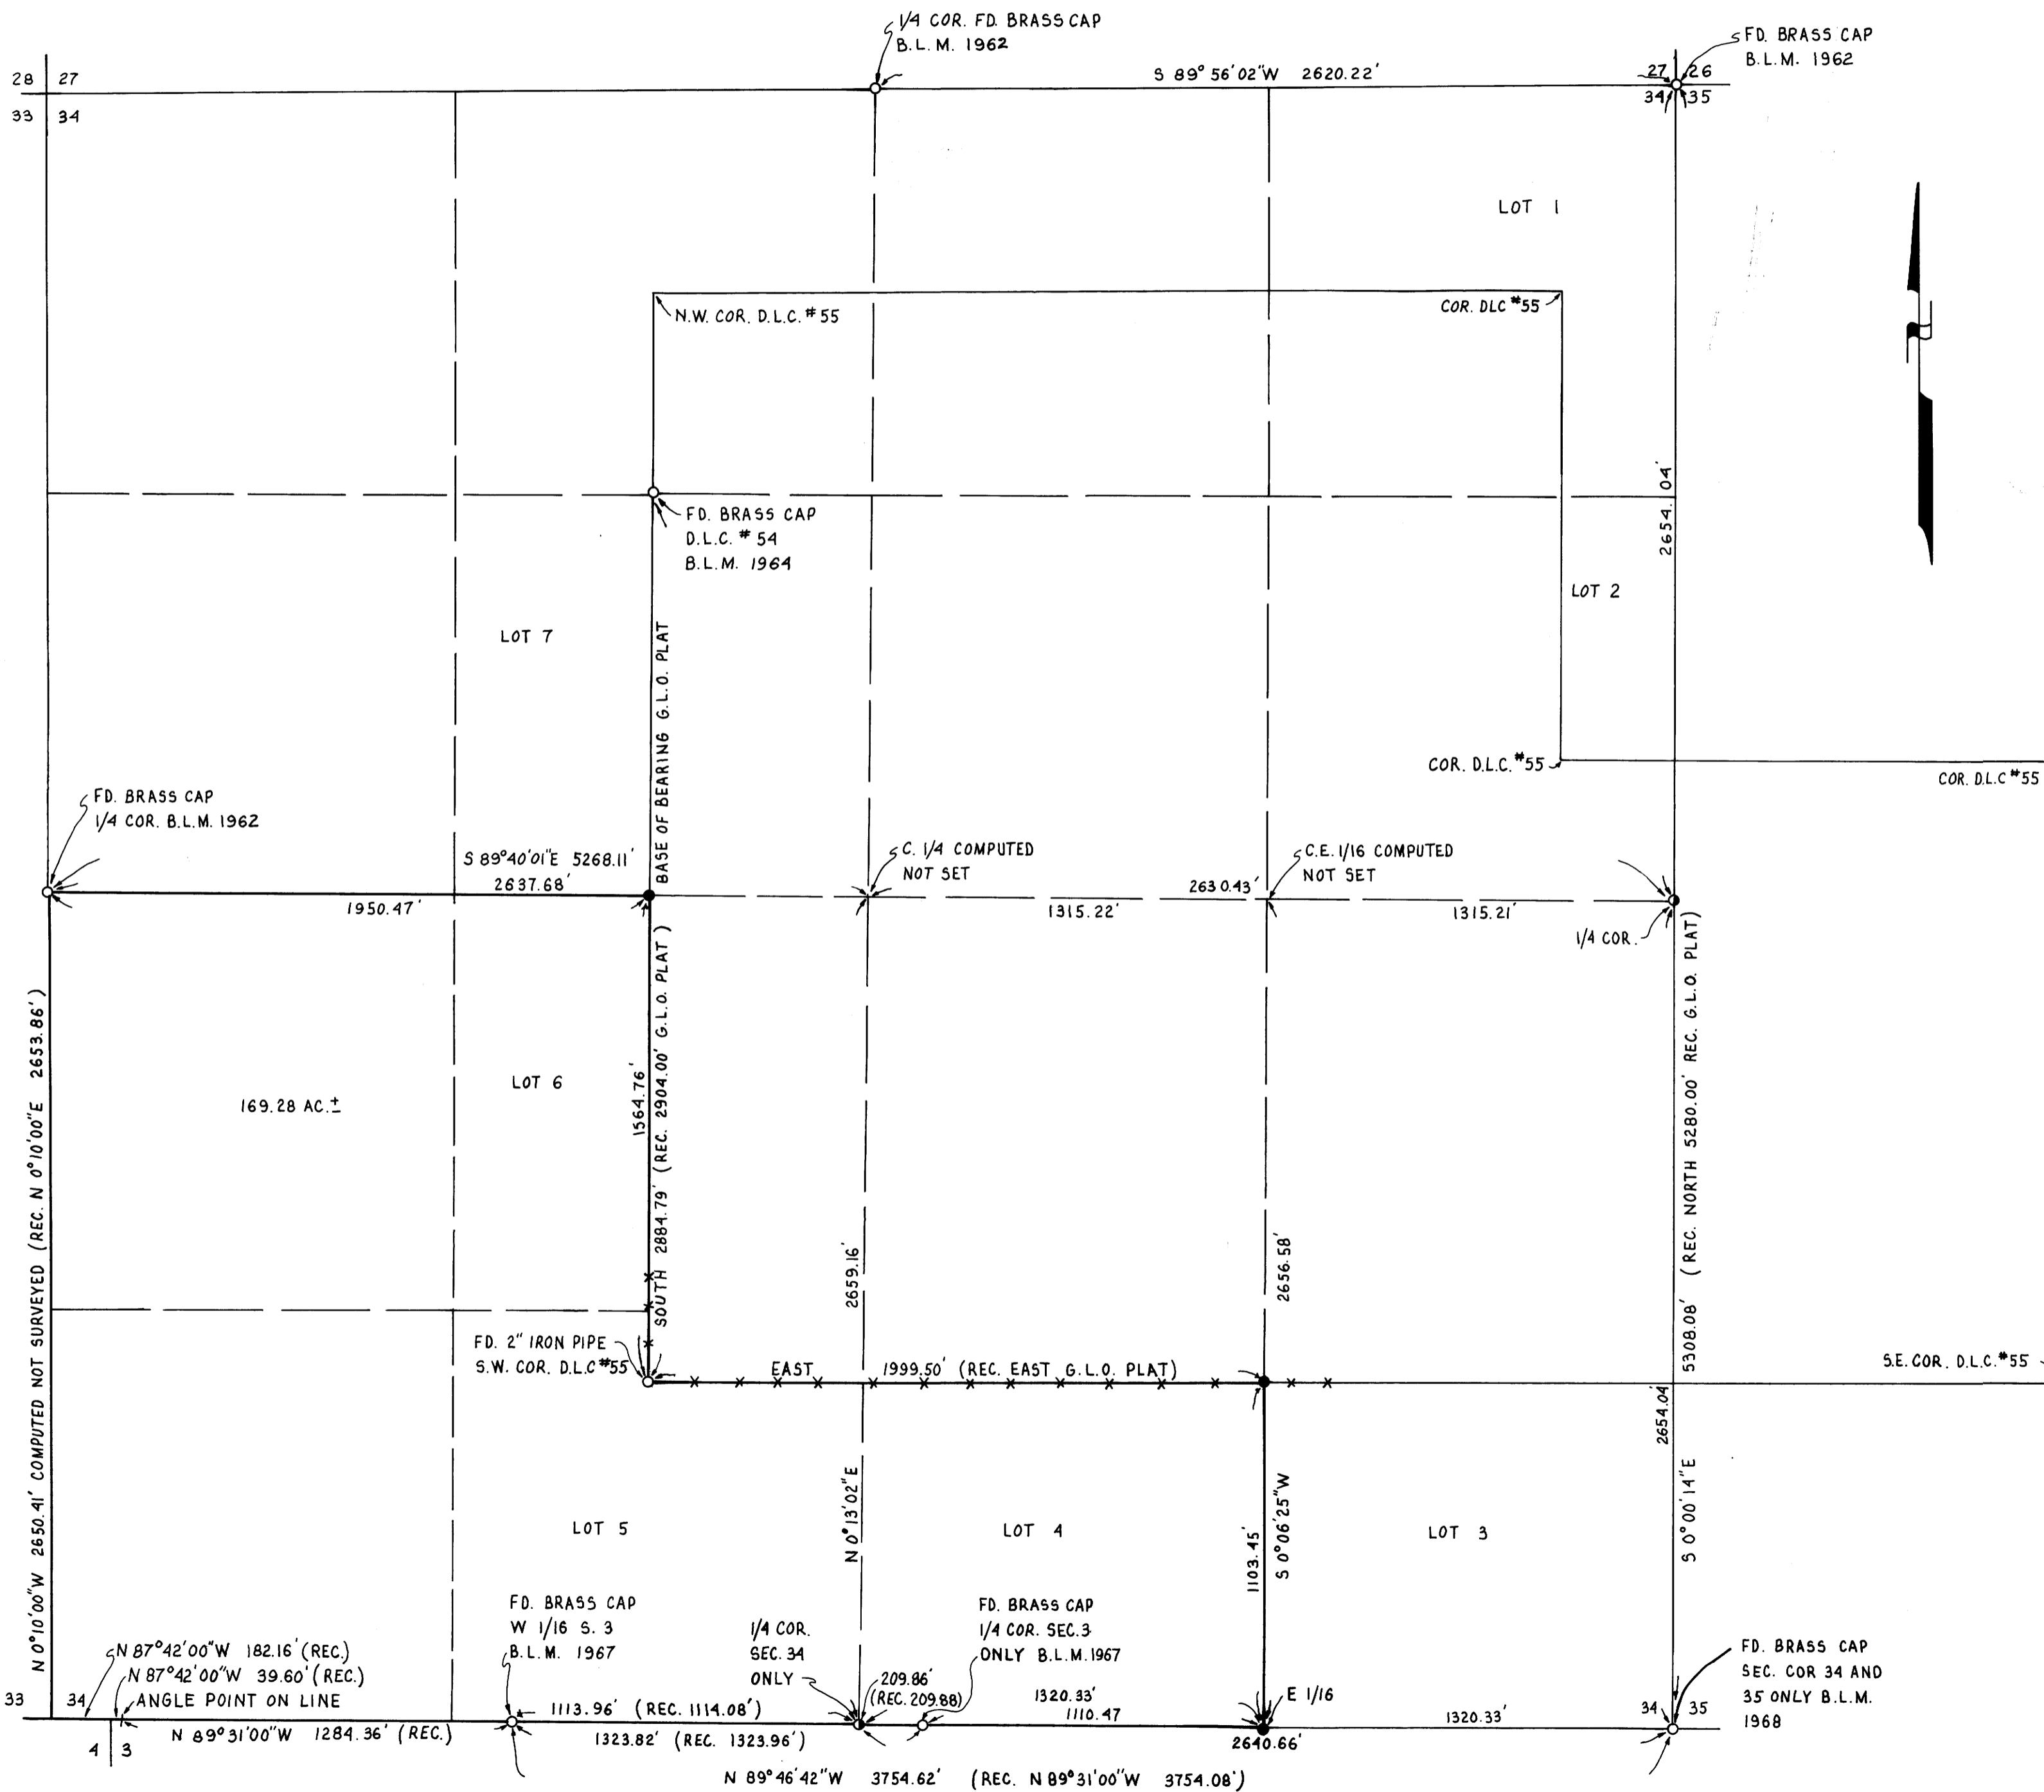 1/4 COR. FD. BRASS CAP
B.L.M. 1962
FD. BRASS CAP
B.L.M. 1962
28 27
33 34
S 89° 56' 02" W 2620.22'
27 26
34 35
LOT 1
N.W. COR. D.L.C. # 55
COR. DLC #55
FD. BRASS CAP
D.L.C. # 54
B.L.M. 1964
2654.04'
LOT 2
LOT 7
BASE OF BEARING G.L.O. PLAT
COR. D.L.C. #55
COR. D.L.C #55
FD. BRASS CAP
1/4 COR. B.L.M. 1962
S 89°40'01"E 5268.11'
2637.68'
1950.47'
C. 1/4 COMPUTED
NOT SET
2630.43'
1315.22'
C.E. 1/16 COMPUTED
NOT SET
1315.21'
1/4 COR.
N 0°10'00"W 2650.41' COMPUTED NOT SURVEYED (REC. N 0°10'00"E 2653.86')
169.28 AC.±
LOT 6
1564.76'
SOUTH 2884.79' (REC. 2904.00' G.L.O. PLAT)
2659.16'
2656.58'
5308.08' (REC. NORTH 5280.00' REC. G.L.O. PLAT)
FD. 2" IRON PIPE
S.W. COR. D.L.C #55
EAST 1999.50' (REC. EAST G.L.O. PLAT)
S.E. COR. D.L.C. #55
2654.04'
N 0°13'02"E
1103.45'
S 0°06'25"W
S 0°00'14"E
LOT 5
LOT 4
LOT 3
FD. BRASS CAP
W 1/16 S. 3
B.L.M. 1967
1/4 COR.
SEC. 34
ONLY
FD. BRASS CAP
1/4 COR. SEC. 3
ONLY B.L.M. 1967
FD. BRASS CAP
SEC. COR 34 AND
35 ONLY B.L.M.
1968
N 87°42'00"W 182.16' (REC.)
N 87°42'00"W 39.60' (REC.)
ANGLE POINT ON LINE
33 34
4 3
N 89°31'00"W 1284.36' (REC.)
1113.96' (REC. 1114.08')
1323.82' (REC. 1323.96')
209.86'
(REC. 209.88)
1320.33'
1110.47
E 1/16
1320.33'
34 35
2640.66'
N 89°46'42"W 3754.62' (REC. N 89°31'00"W 3754.08')